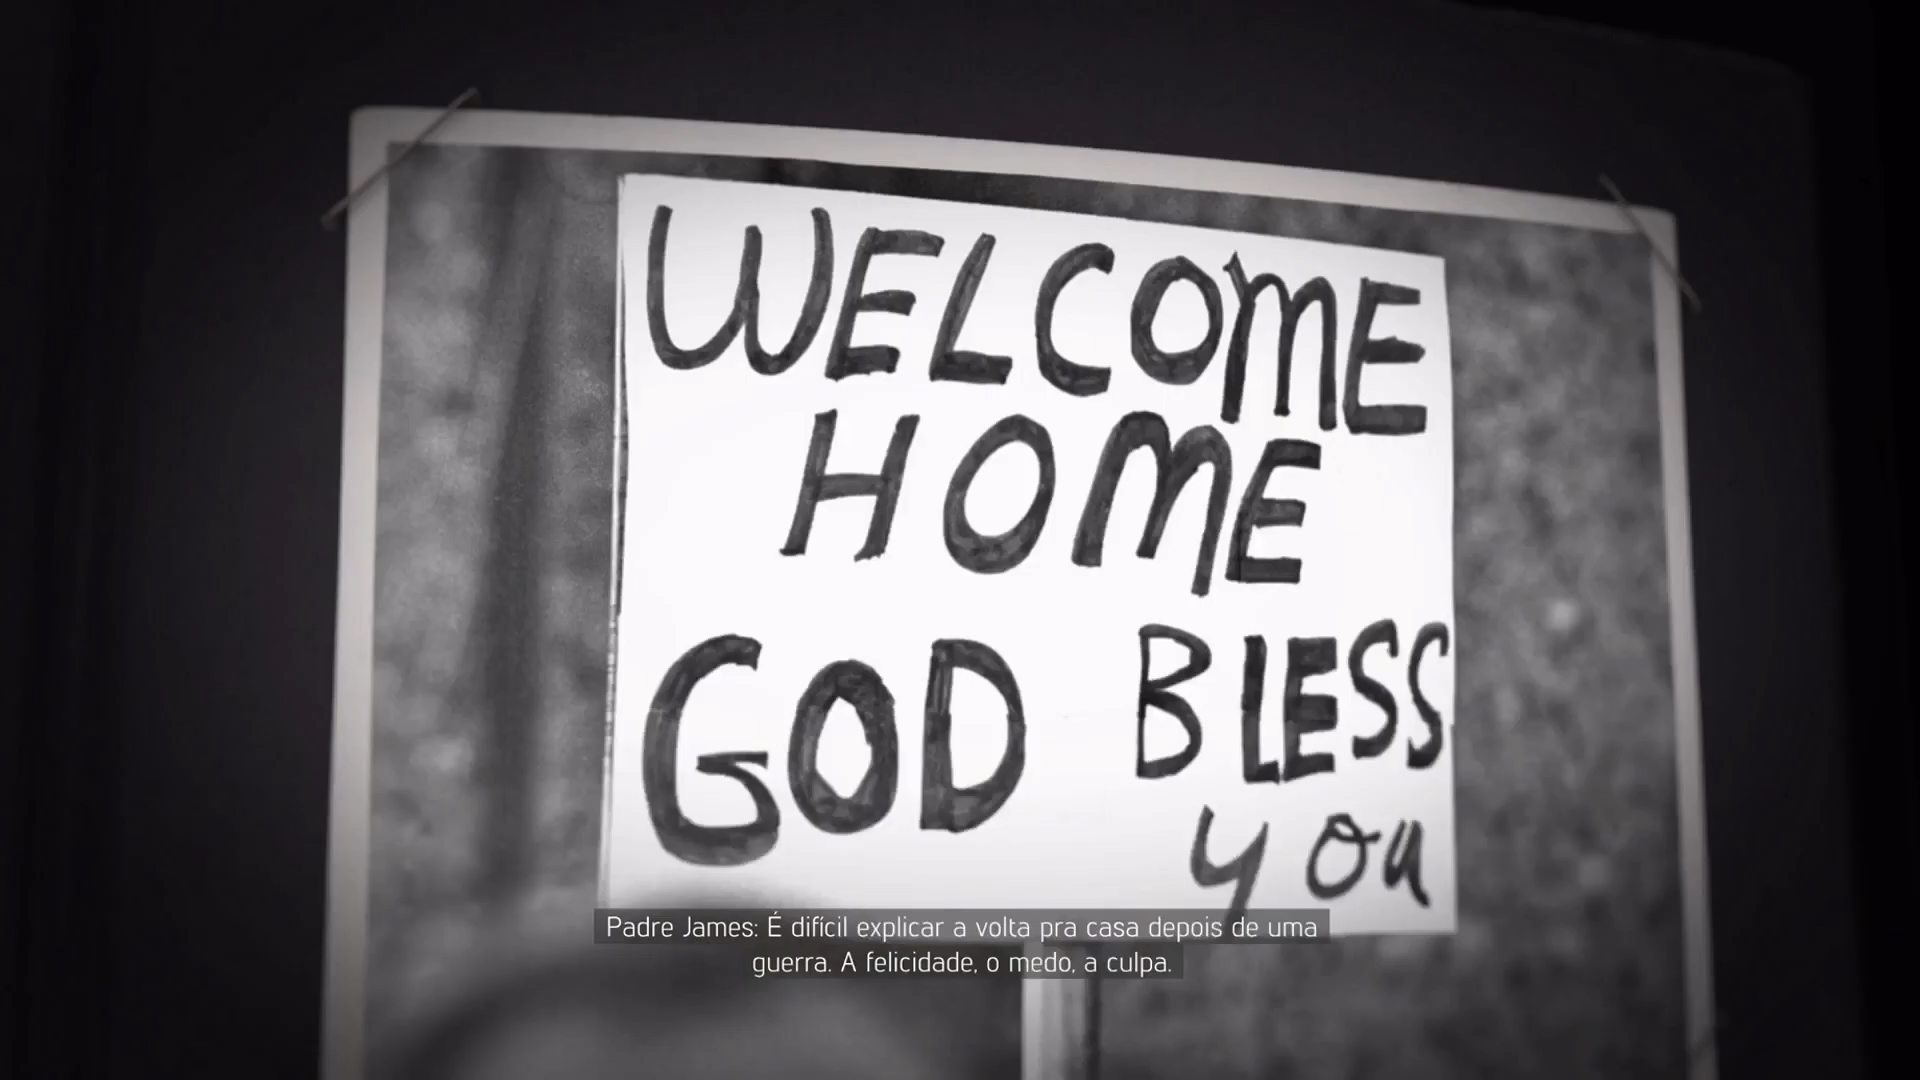 WELCOME
HOME
GOD BLESS
you
Padre James: É difícil explicar a volta pra casa depois de uma
guerra. A felicidade, o medo, a culpa.